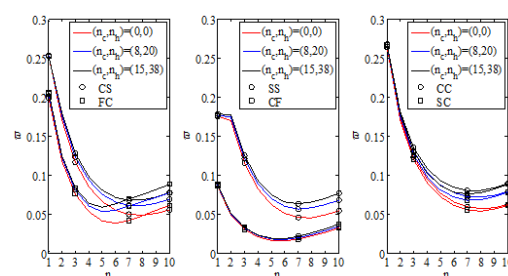 0.3
0.25
0.2
0.15
0.1
0.05
0
ϖ
1 2 3 4 5 6 7 8 9 10
n
(n_c,n_h)=(0,0)
(n_c,n_h)=(8,20)
(n_c,n_h)=(15,38)
CS
FC
0.3
0.25
0.2
0.15
0.1
0.05
0
ϖ
1 2 3 4 5 6 7 8 9 10
n
(n_c,n_h)=(0,0)
(n_c,n_h)=(8,20)
(n_c,n_h)=(15,38)
SS
CF
0.3
0.25
0.2
0.15
0.1
0.05
0
ϖ
1 2 3 4 5 6 7 8 9 10
n
(n_c,n_h)=(0,0)
(n_c,n_h)=(8,20)
(n_c,n_h)=(15,38)
CC
SC